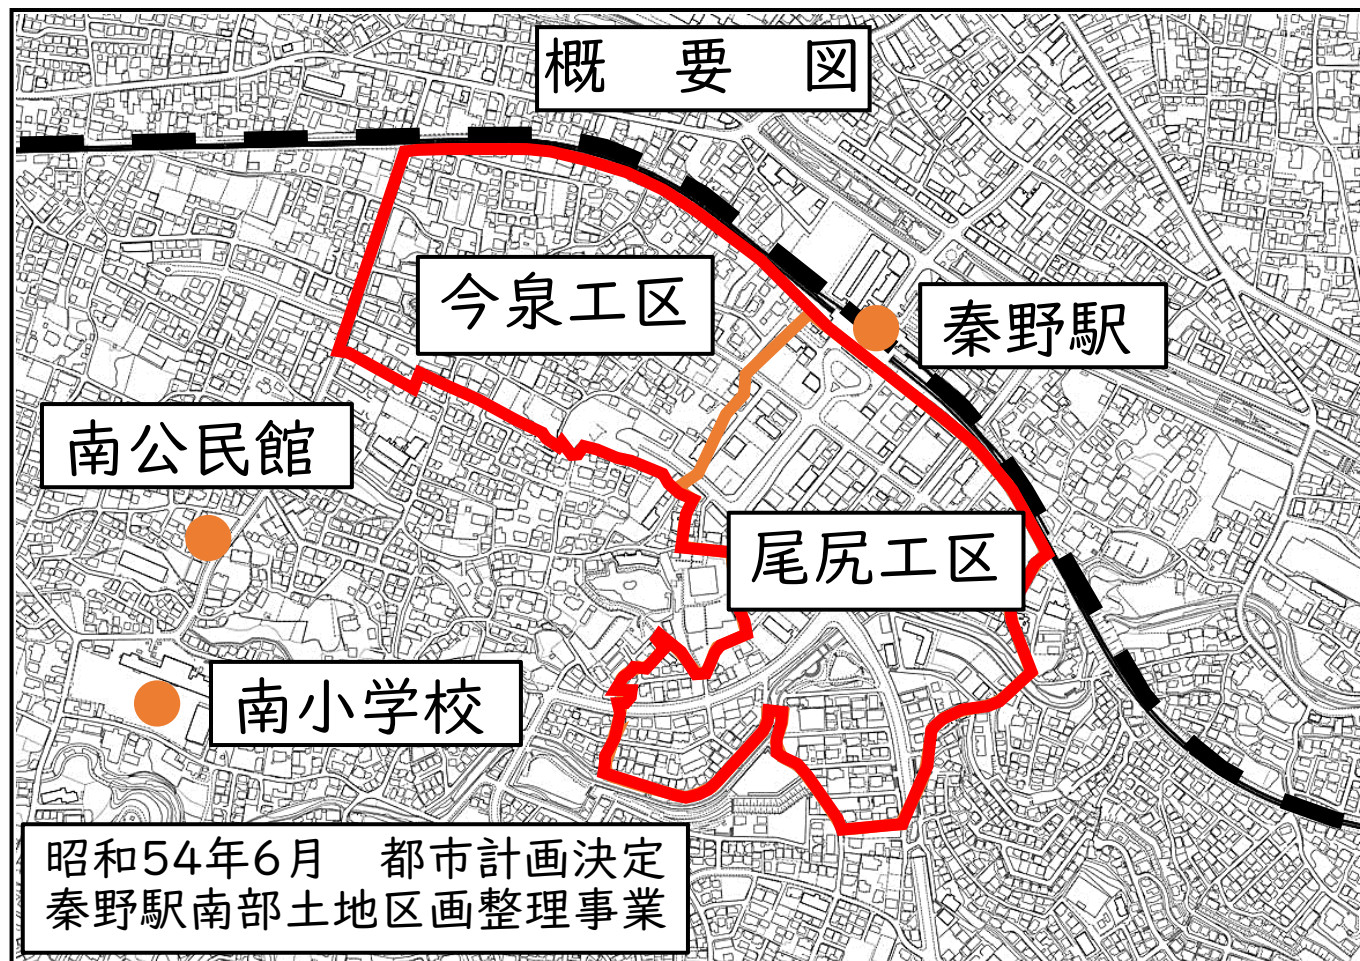 概　要　図
今泉工区
秦野駅
南公民館
尾尻工区
南小学校
昭和54年6月　都市計画決定
秦野駅南部土地区画整理事業